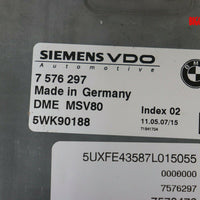 SIEMENS VDO
Automotive
7 576 297
Made in Germany
DME MSV80
Index 02
5WK90188
11.05.07/15
5UXFE43587L015055
0000000
7576297